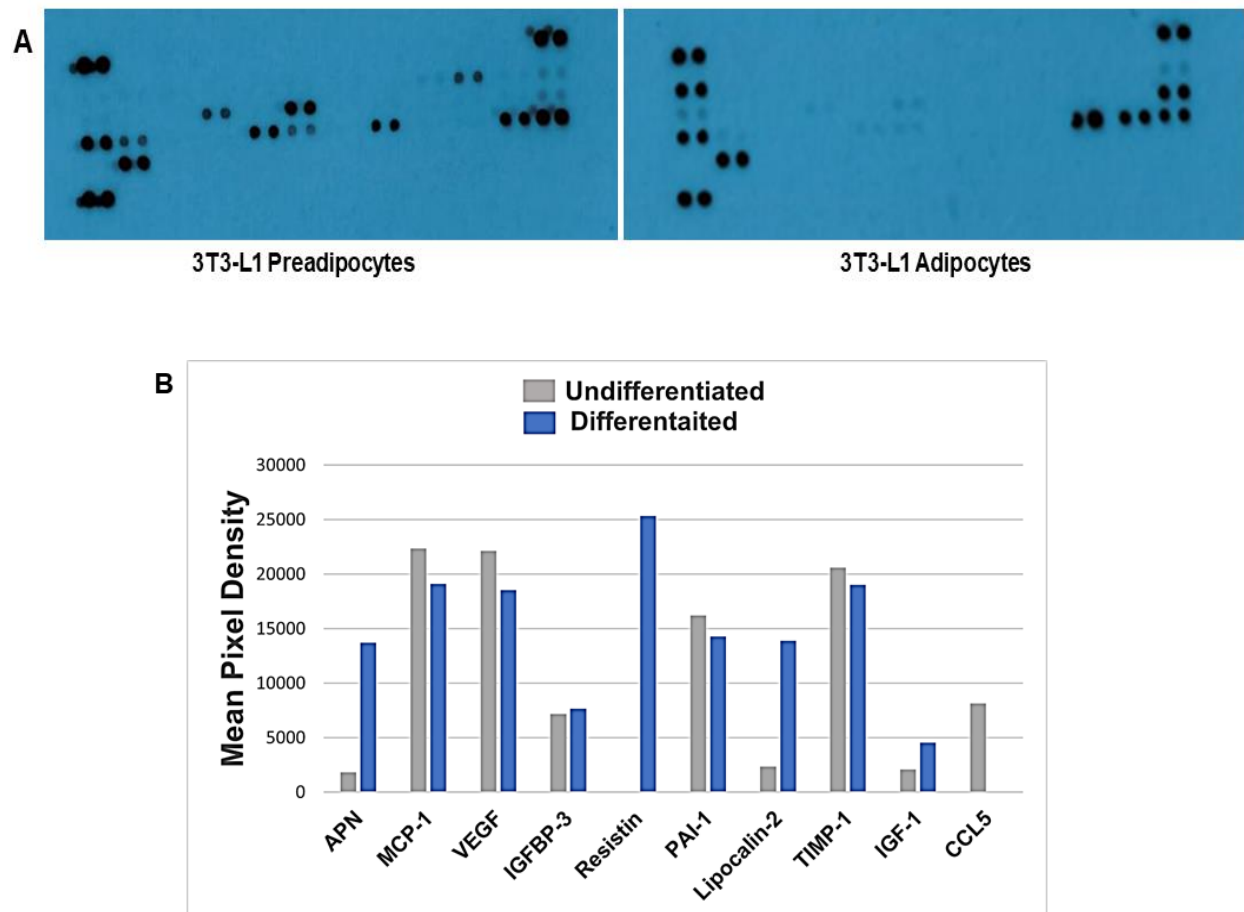 A
3T3-L1 Preadipocytes
3T3-L1 Adipocytes
B
Undifferentiated
Differentaited
Mean Pixel Density
30000
25000
20000
15000
10000
5000
0
APN
MCP-1
VEGF
IGFBP-3
Resistin
PAI-1
Lipocalin-2
TIMP-1
IGF-1
CCL5